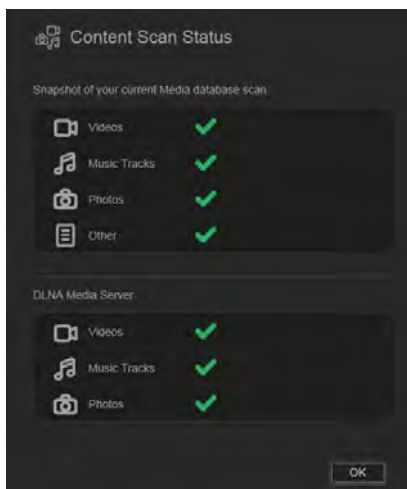 Content Scan Status
Snapshot of your current Media database scan.
Videos
Music Tracks
Photos
Other
DLNA Media Server
Videos
Music Tracks
Photos
OK